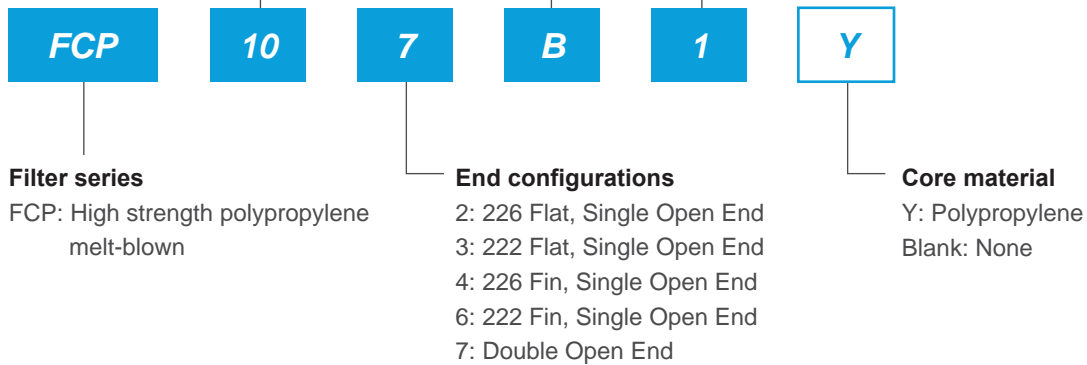 FCP 10 7 B 1 Y
Filter series
FCP: High strength polypropylene
melt-blown
End configurations
2: 226 Flat, Single Open End
3: 222 Flat, Single Open End
4: 226 Fin, Single Open End
6: 222 Fin, Single Open End
7: Double Open End
Core material
Y: Polypropylene
Blank: None